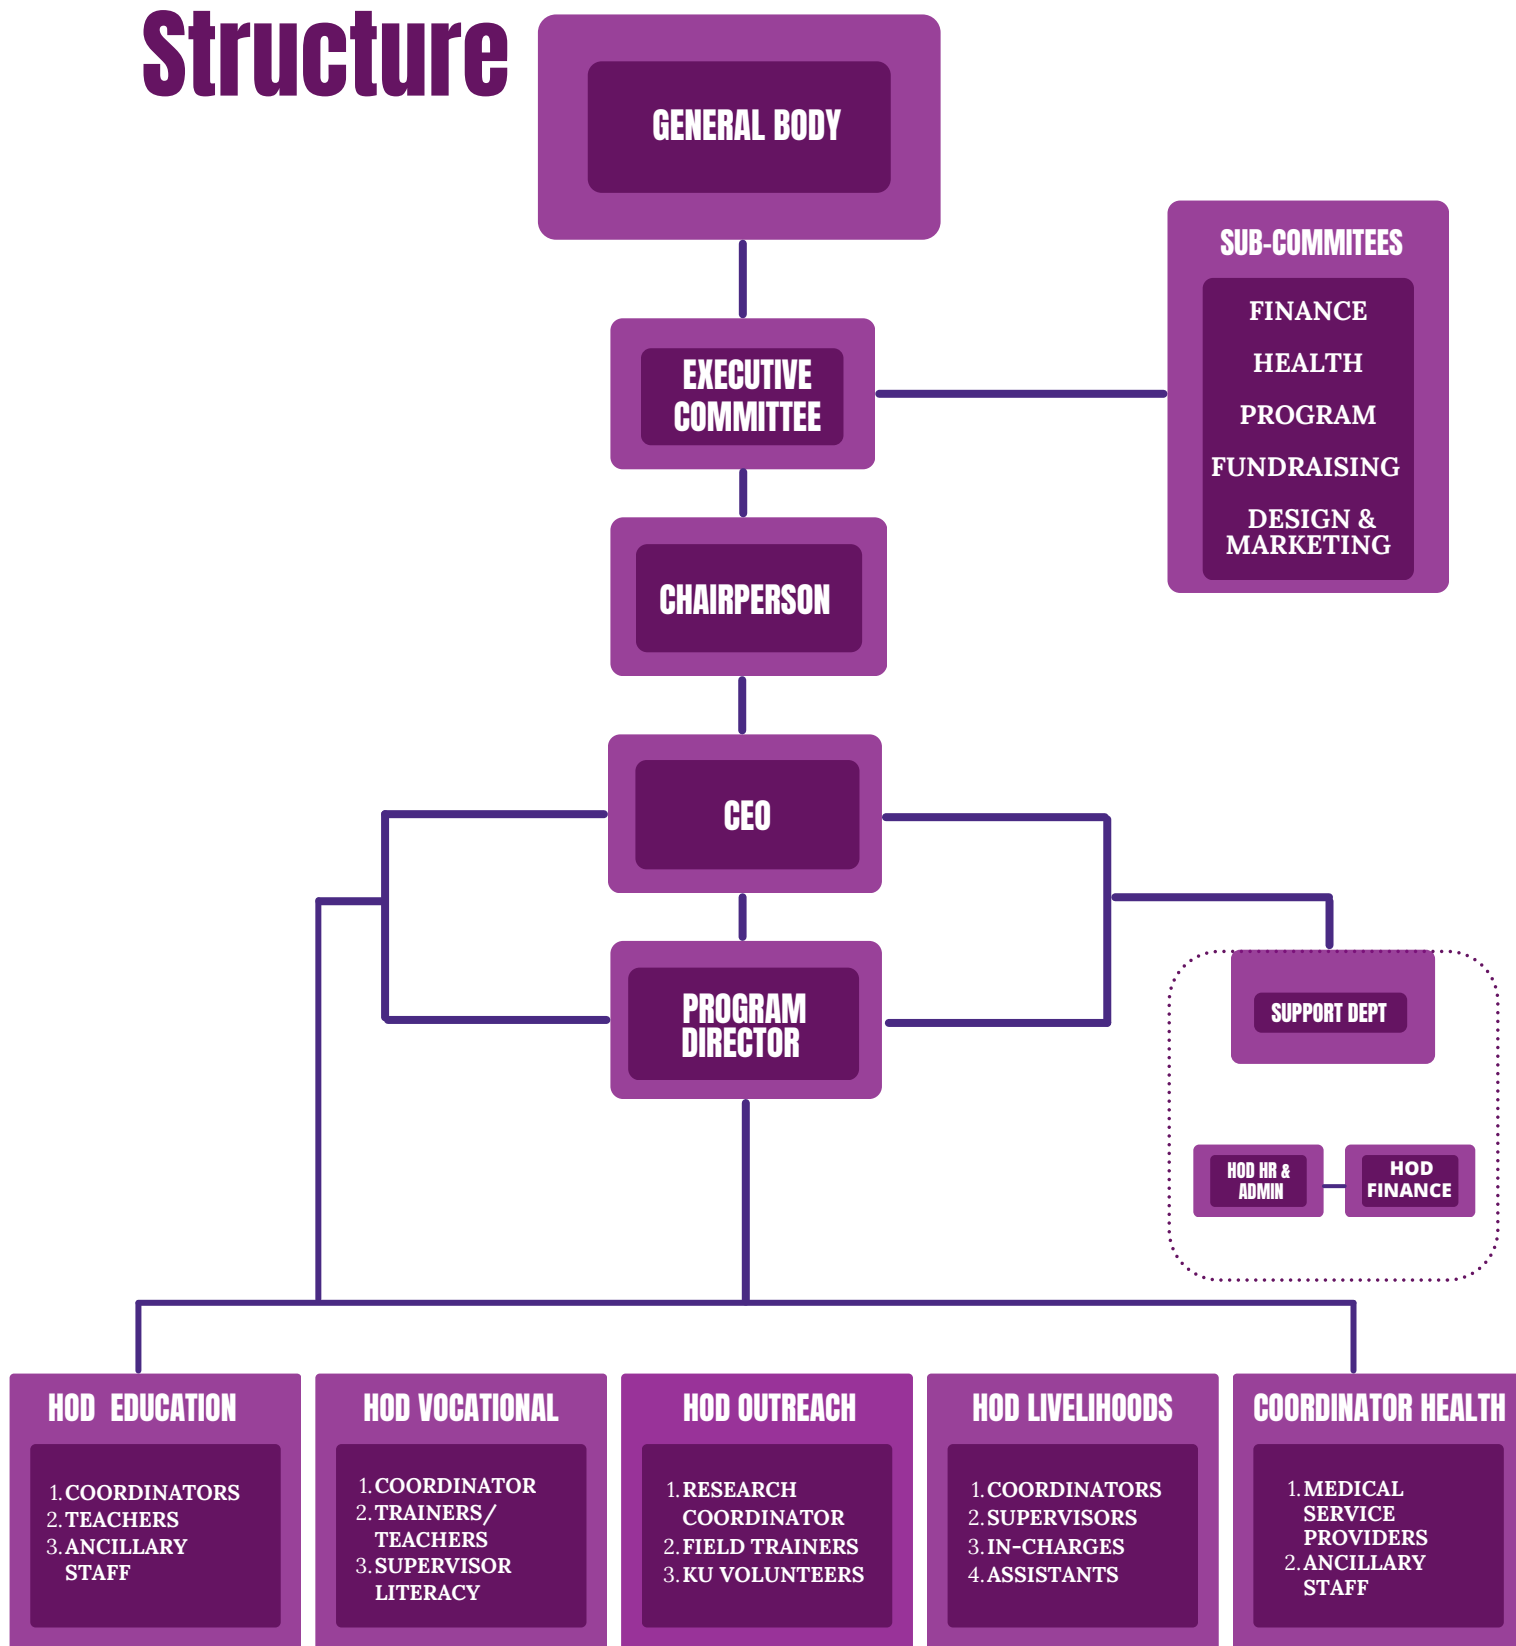 Structure
GENERAL BODY
SUB-COMMITEES
FINANCE
HEALTH
PROGRAM
FUNDRAISING
DESIGN &
MARKETING
EXECUTIVE
COMMITTEE
CHAIRPERSON
CEO
PROGRAM
DIRECTOR
SUPPORT DEPT
HOD HR &
ADMIN
HOD
FINANCE
HOD EDUCATION
1. COORDINATORS
2. TEACHERS
3. ANCILLARY
STAFF
HOD VOCATIONAL
1. COORDINATOR
2. TRAINERS/
TEACHERS
3. SUPERVISOR
LITERACY
HOD OUTREACH
1. RESEARCH
COORDINATOR
2. FIELD TRAINERS
3. KU VOLUNTEERS
HOD LIVELIHOODS
1. COORDINATORS
2. SUPERVISORS
3. IN-CHARGES
4. ASSISTANTS
COORDINATOR HEALTH
1. MEDICAL
SERVICE
PROVIDERS
2. ANCILLARY
STAFF